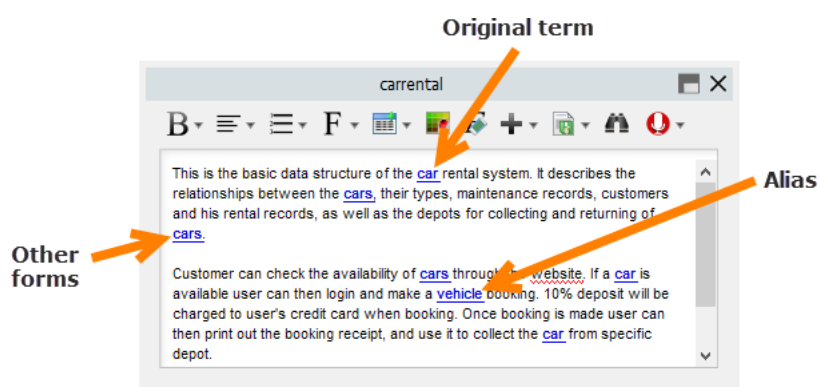 Original term
carrental
B F
This is the basic data structure of the car rental system. It describes the
relationships between the cars, their types, maintenance records, customers
and his rental records, as well as the depots for collecting and returning of
cars.
Alias
Other
forms
Customer can check the availability of cars through the website. If a car is
available user can then login and make a vehicle booking. 10% deposit will be
charged to user's credit card when booking. Once booking is made user can
then print out the booking receipt, and use it to collect the car from specific
depot.